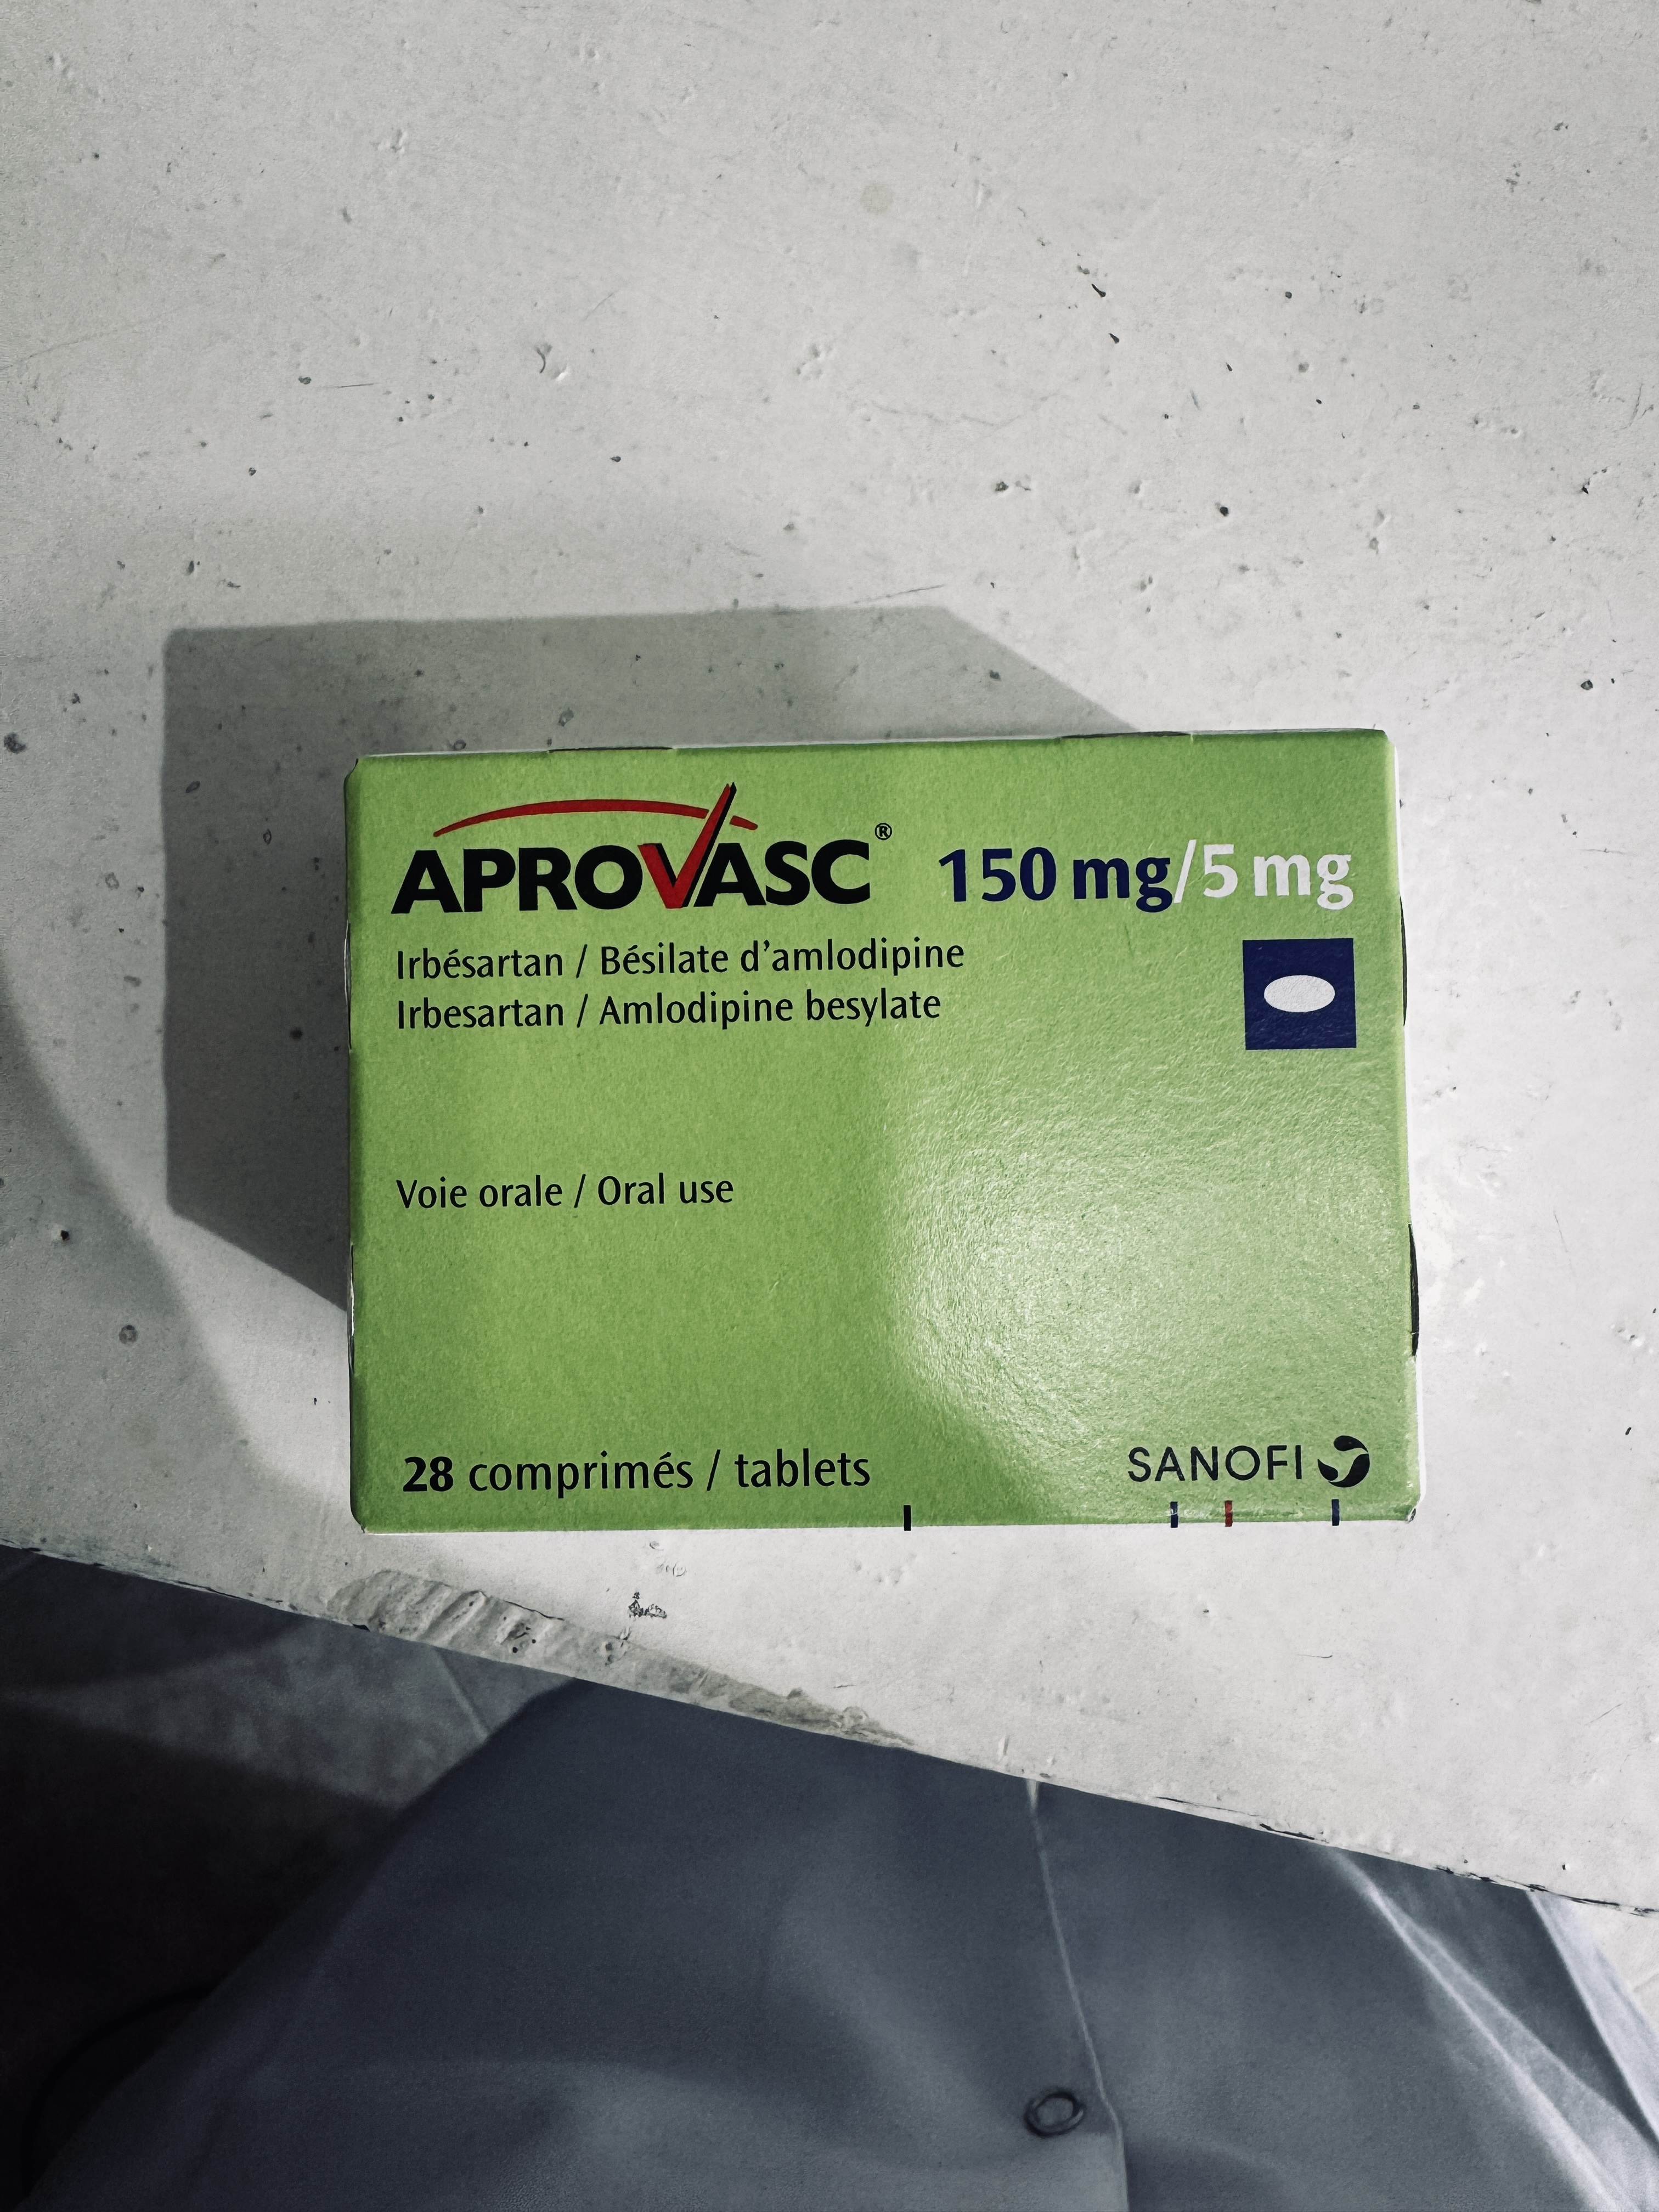 APROVASC® 150 mg/5 mg
Irbésartan / Bésilate d'amlodipine
Irbesartan / Amlodipine besylate
Voie orale / Oral use
28 comprimés / tablets
SANOFI